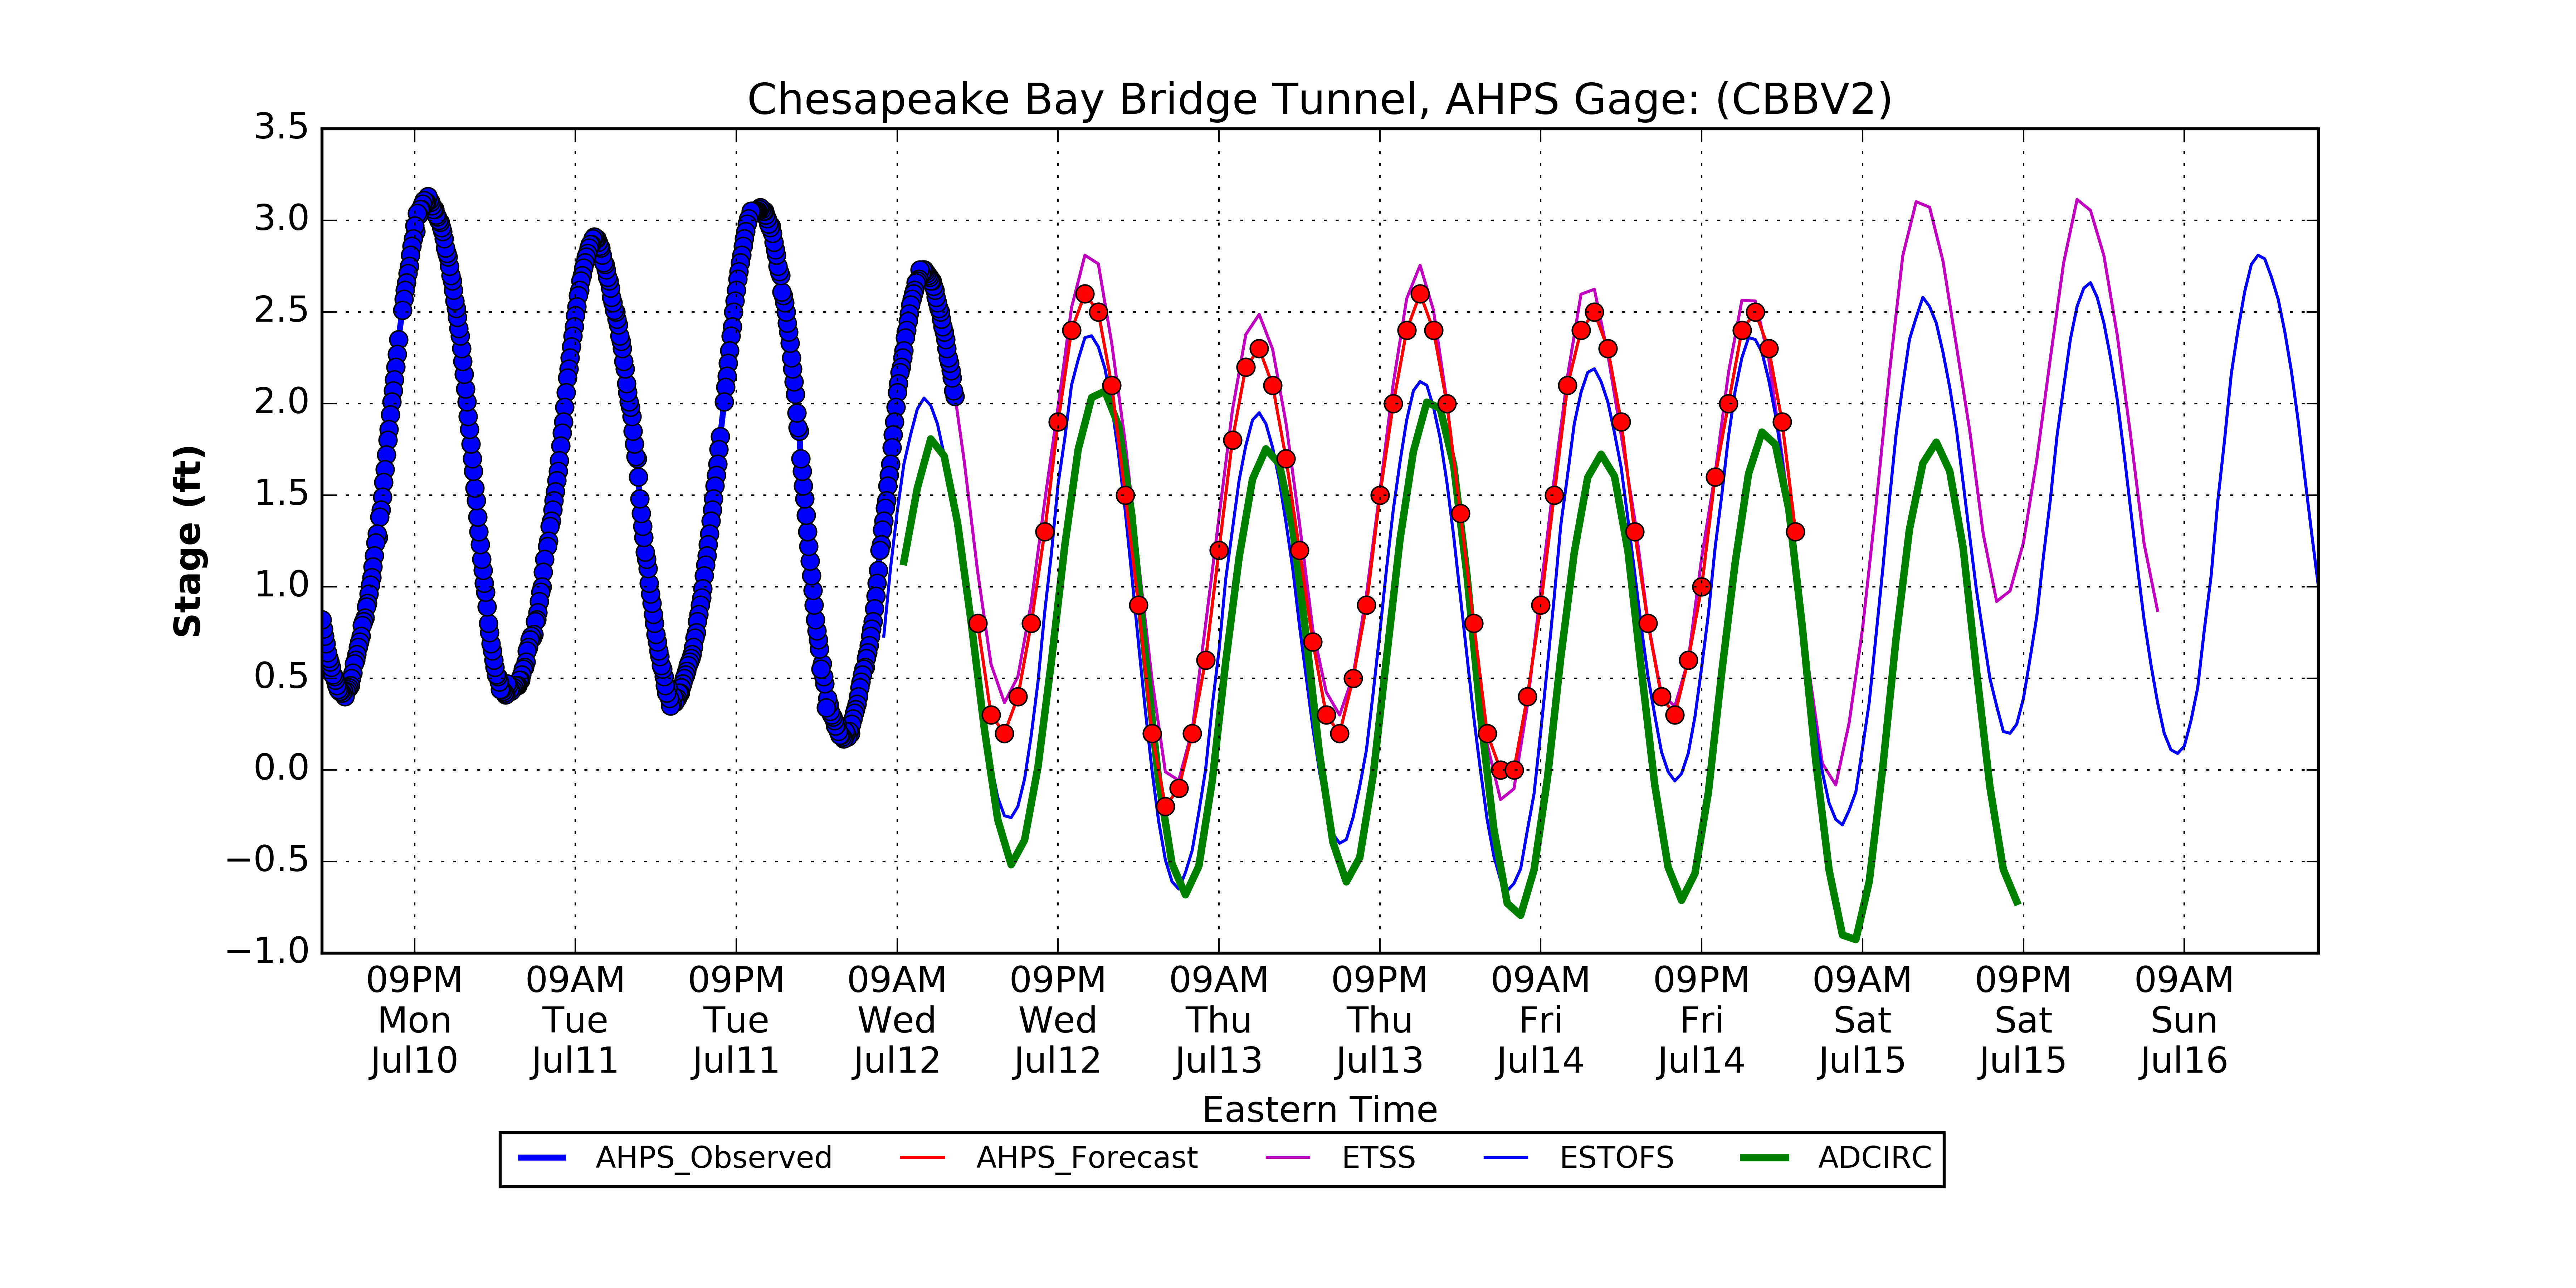 Chesapeake Bay Bridge Tunnel, AHPS Gage: (CBBV2)
3.5
3.0
2.5
2.0
1.5
1.0
0.5
0.0
−0.5
−1.0
Stage (ft)
09PM 09AM 09PM 09AM 09PM 09AM 09PM 09AM 09PM 09AM 09PM 09AM
Mon Tue Tue Wed Wed Thu Thu Fri Fri Sat Sat Sun
Jul10 Jul11 Jul11 Jul12 Jul12 Jul13 Jul13 Jul14 Jul14 Jul15 Jul15 Jul16
Eastern Time
AHPS_Observed AHPS_Forecast ETSS ESTOFS ADCIRC